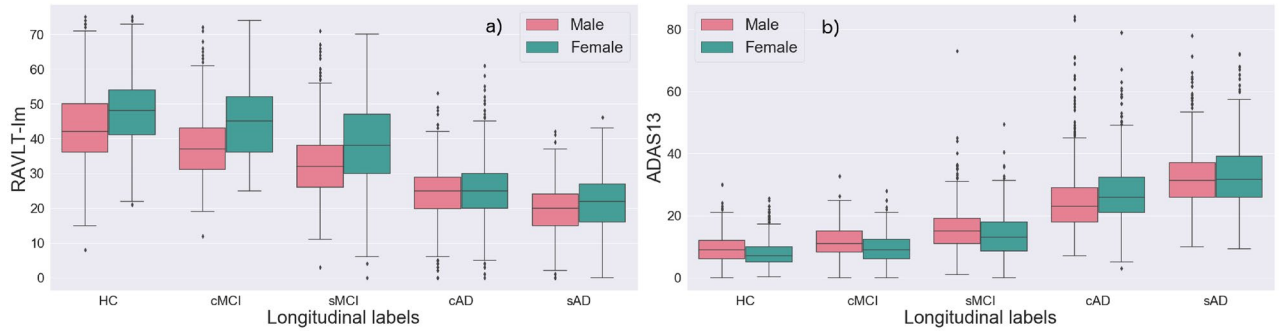 a)
Male
Female
70
60
50
40
30
20
10
0
RAVLT-Im
HC cMCI sMCI cAD sAD
Longitudinal labels
b)
Male
Female
80
60
40
20
0
ADAS13
HC cMCI sMCI cAD sAD
Longitudinal labels